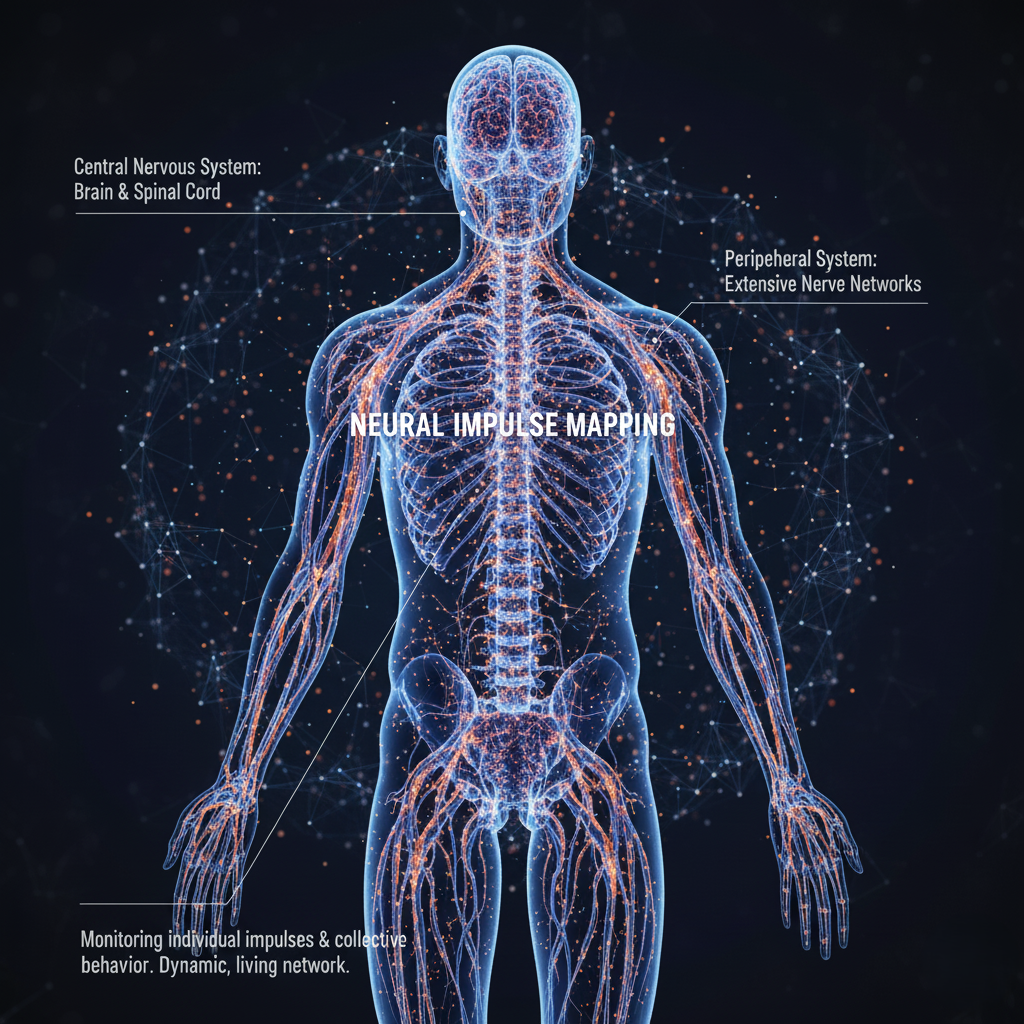 Central Nervous System:
Brain & Spinal Cord
Peripeheral System:
Extensive Nerve Networks
NEURAL IMPULSE MAPPING
Monitoring individual impulses & collective
behavior. Dynamic, living network.